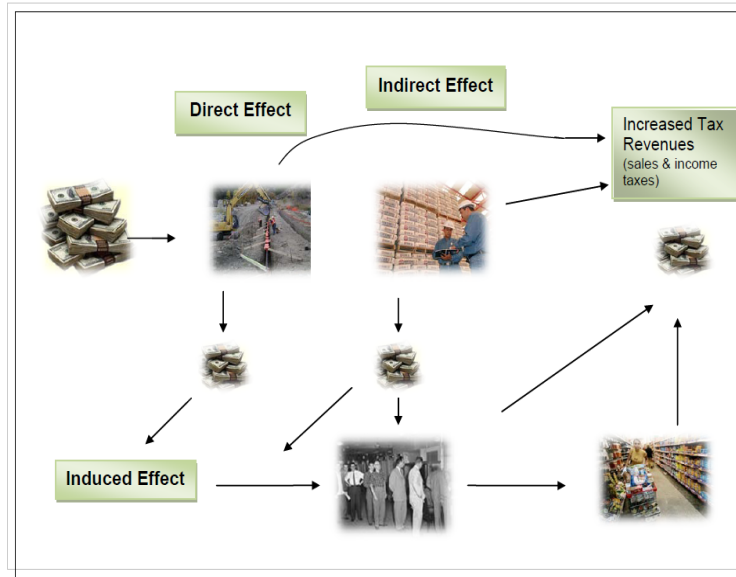 Direct Effect
Indirect Effect
Increased Tax
Revenues
(sales & income
taxes)
Induced Effect